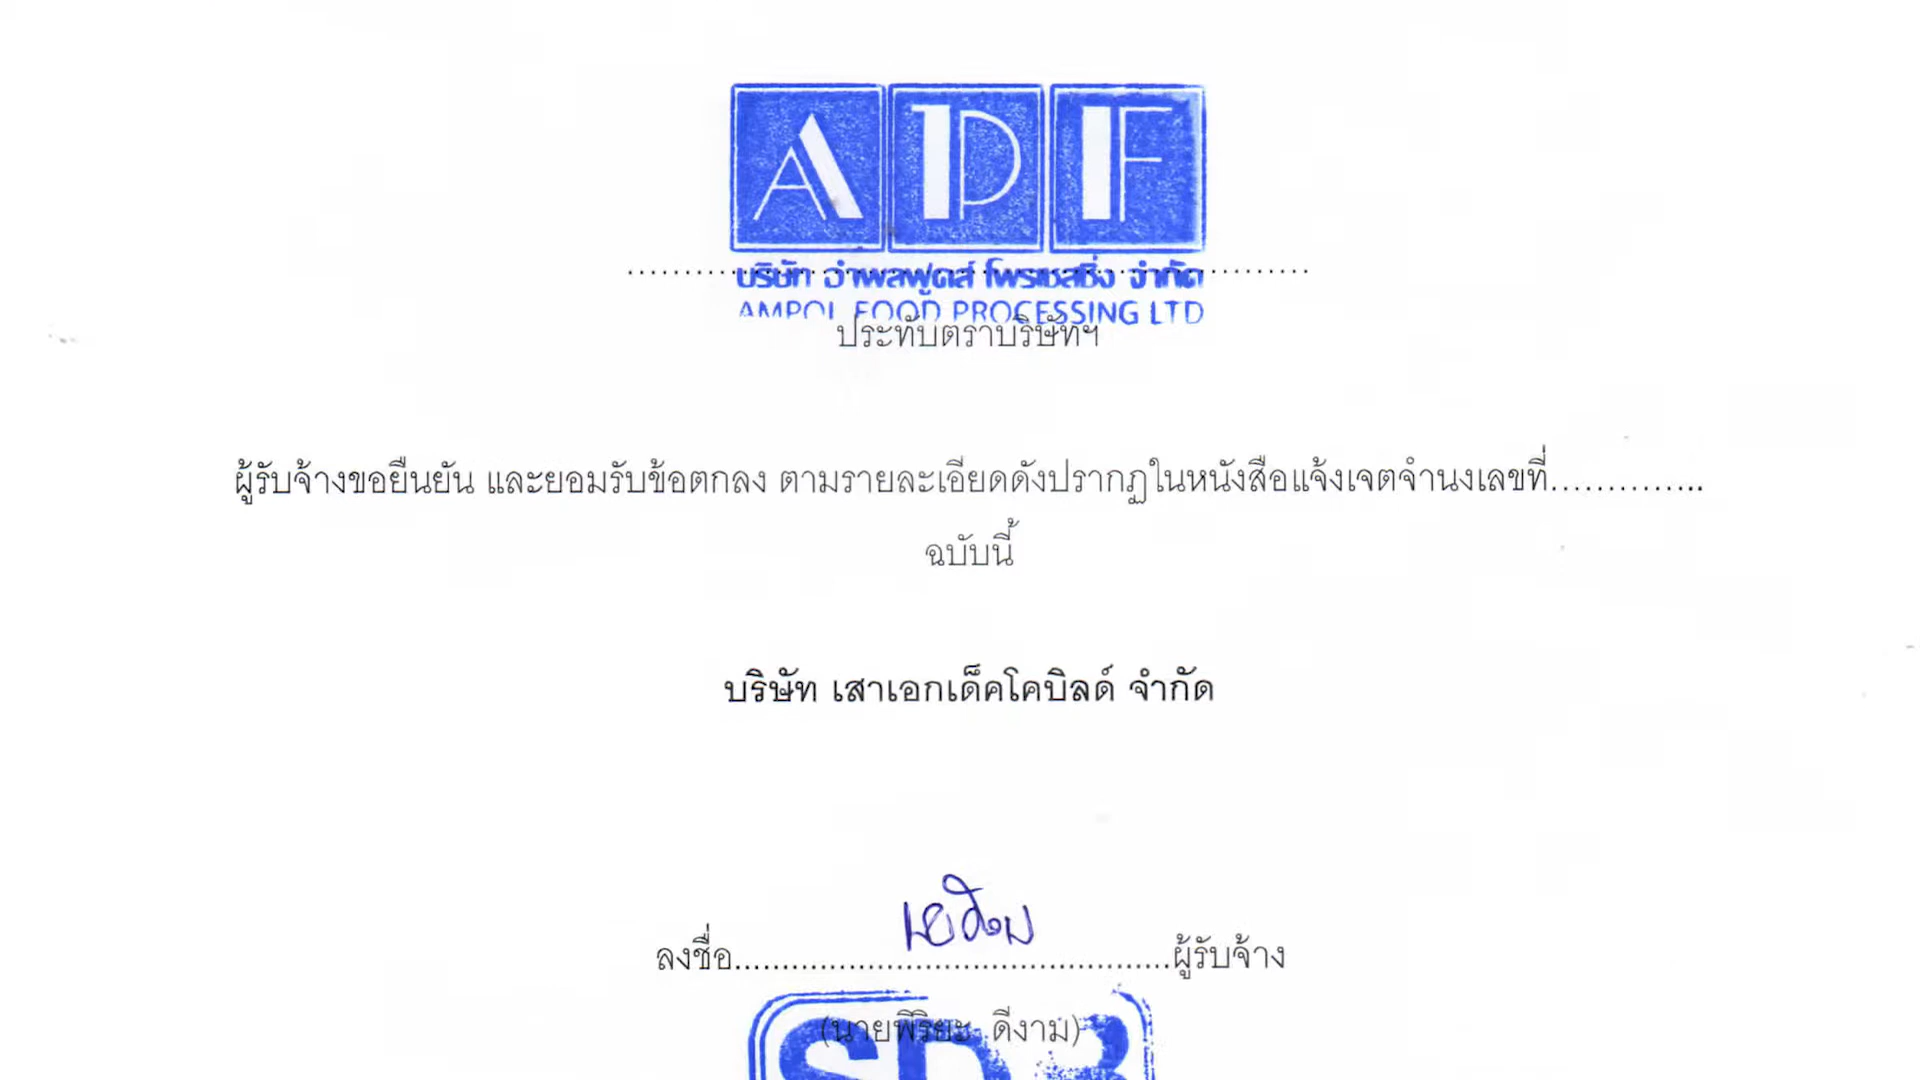 APF
............................................................
บริษัท อำพลฟูดส์ โพรเซสซิ่ง จำกัด
AMPOL FOOD PROCESSING LTD
ประทับตราบริษัทฯ
ผู้รับจ้างขอยืนยัน และยอมรับข้อตกลง ตามรายละเอียดดังปรากฏในหนังสือแจ้งเจตจำนงเลขที่…………..
ฉบับนี้
บริษัท เสาเอกเด็คโคบิลด์ จำกัด
ลงชื่อ..............................................ผู้รับจ้าง
(นายพิริยะ ดีงาม)
SDB